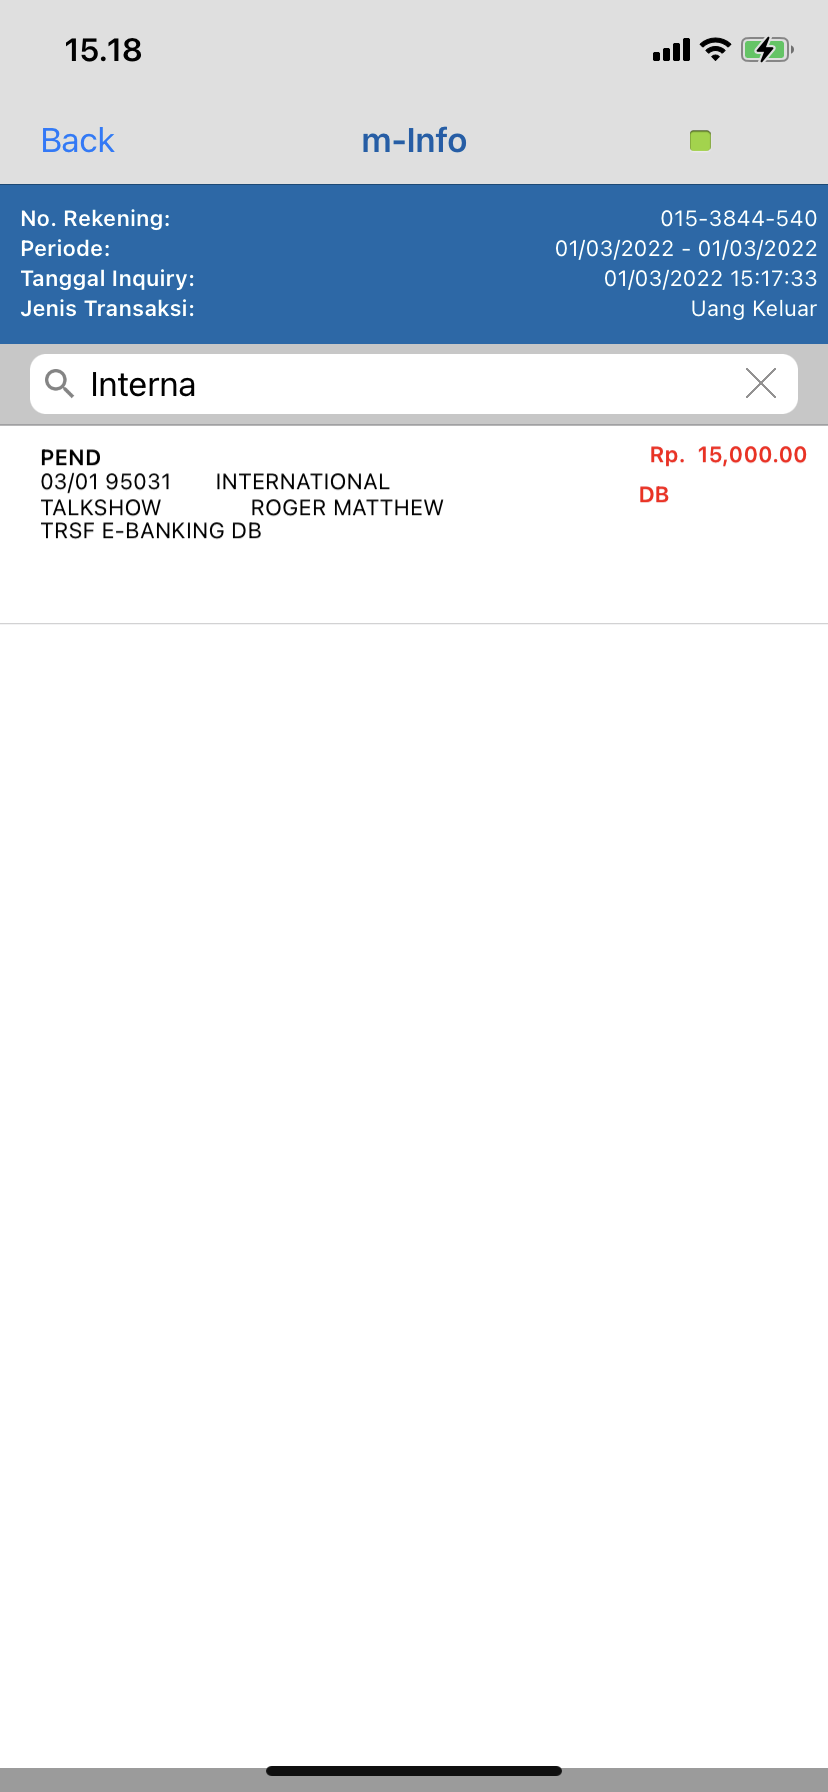 15.18
Back m-Info
No. Rekening: 015-3844-540
Periode: 01/03/2022 - 01/03/2022
Tanggal Inquiry: 01/03/2022 15:17:33
Jenis Transaksi: Uang Keluar
Interna
PEND Rp. 15,000.00
03/01 95031 INTERNATIONAL
DB
TALKSHOW ROGER MATTHEW
TRSF E-BANKING DB